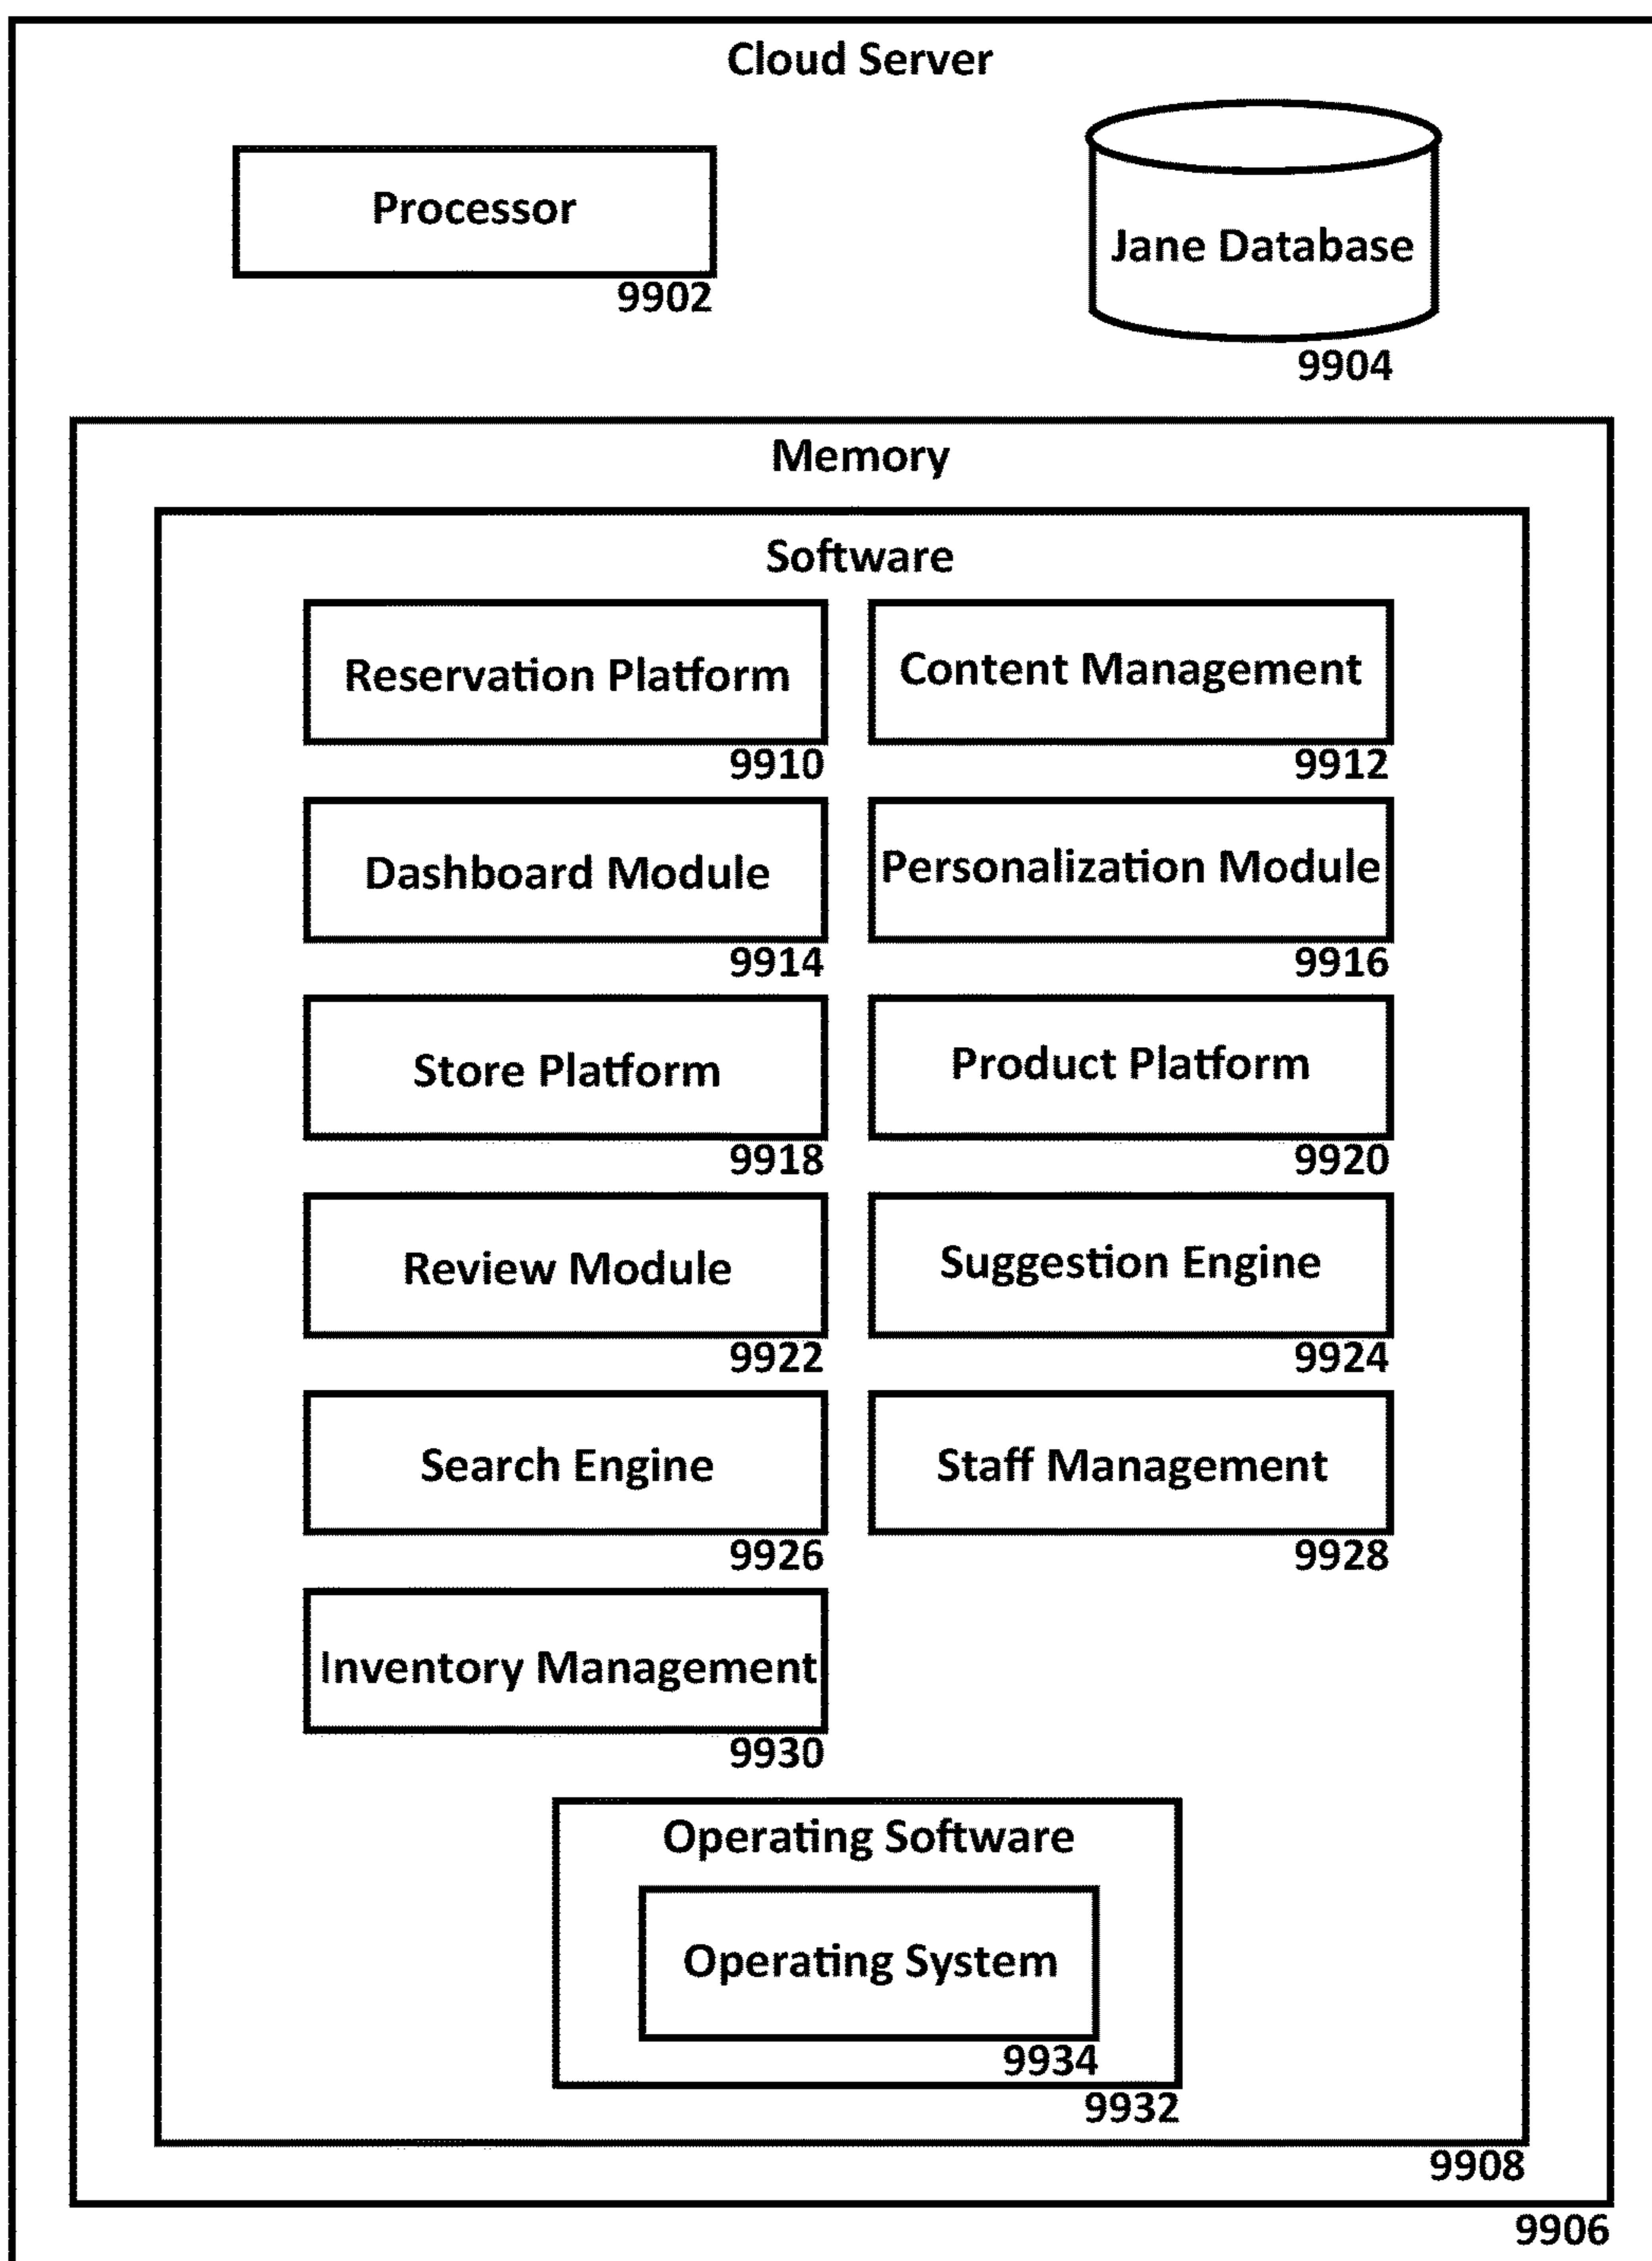 Cloud Server
Processor
9902
Jane Database
9904
Memory
Software
Reservation Platform
9910
Content Management
9912
Dashboard Module
9914
Personalization Module
9916
Store Platform
9918
Product Platform
9920
Review Module
9922
Suggestion Engine
9924
Search Engine
9926
Staff Management
9928
Inventory Management
9930
Operating Software
Operating System
9934
9932
9908
9906